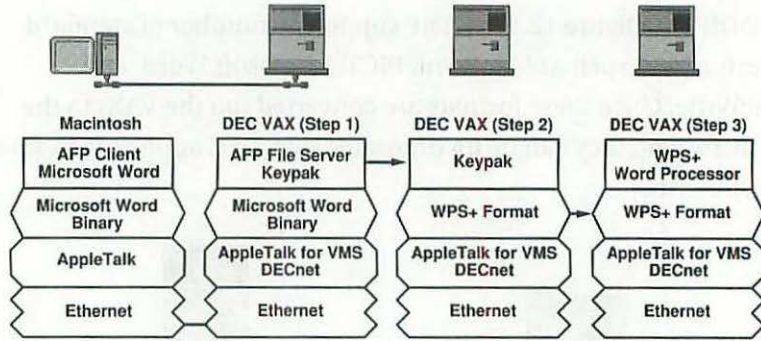 Macintosh
AFP Client
Microsoft Word
Microsoft Word
Binary
AppleTalk
Ethernet
DEC VAX (Step 1)
AFP File Server
Keypak
Microsoft Word
Binary
AppleTalk for VMS
DECnet
Ethernet
DEC VAX (Step 2)
Keypak
WPS+ Format
AppleTalk for VMS
DECnet
Ethernet
DEC VAX (Step 3)
WPS+
Word Processor
WPS+ Format
AppleTalk for VMS
DECnet
Ethernet